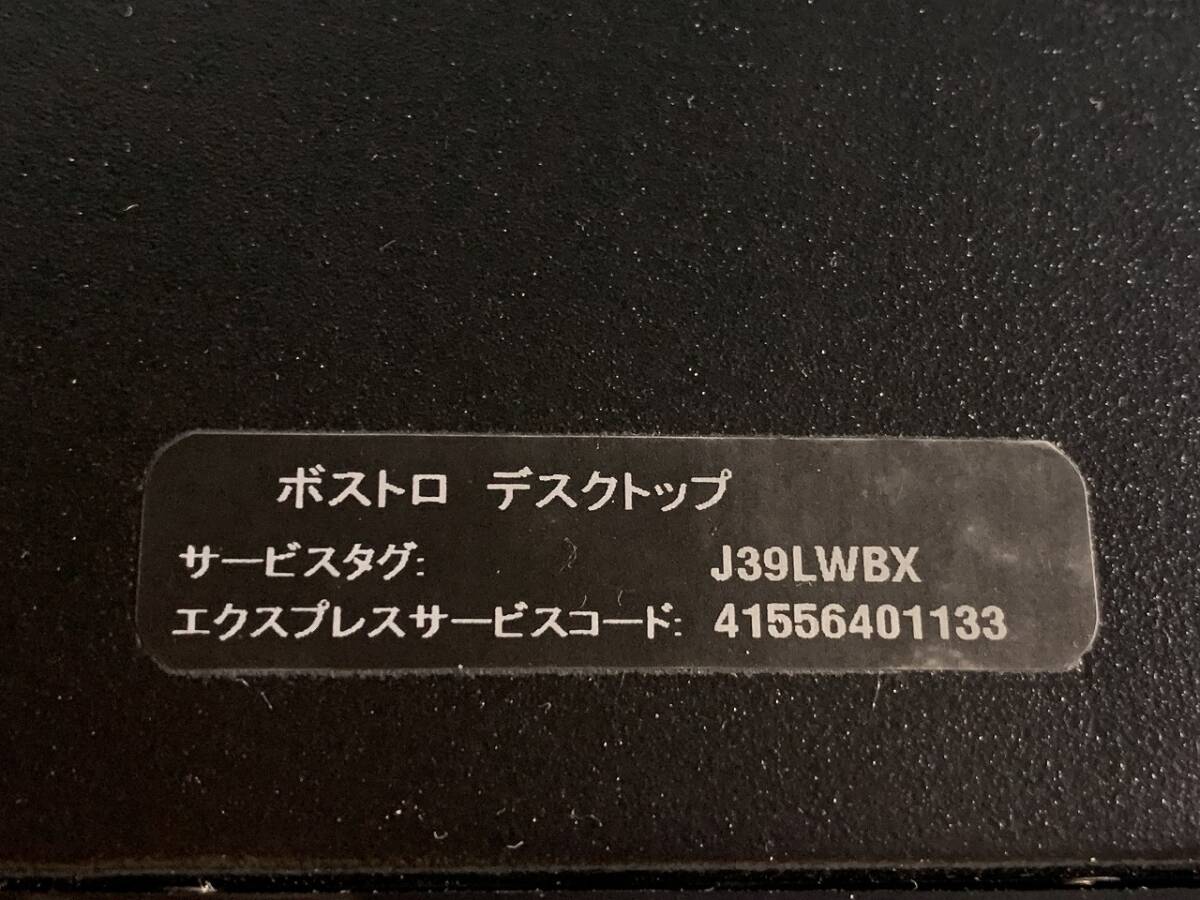 ボストロ デスクトップ
サービスタグ: J39LWBX
エクスプレスサービスコード: 41556401133